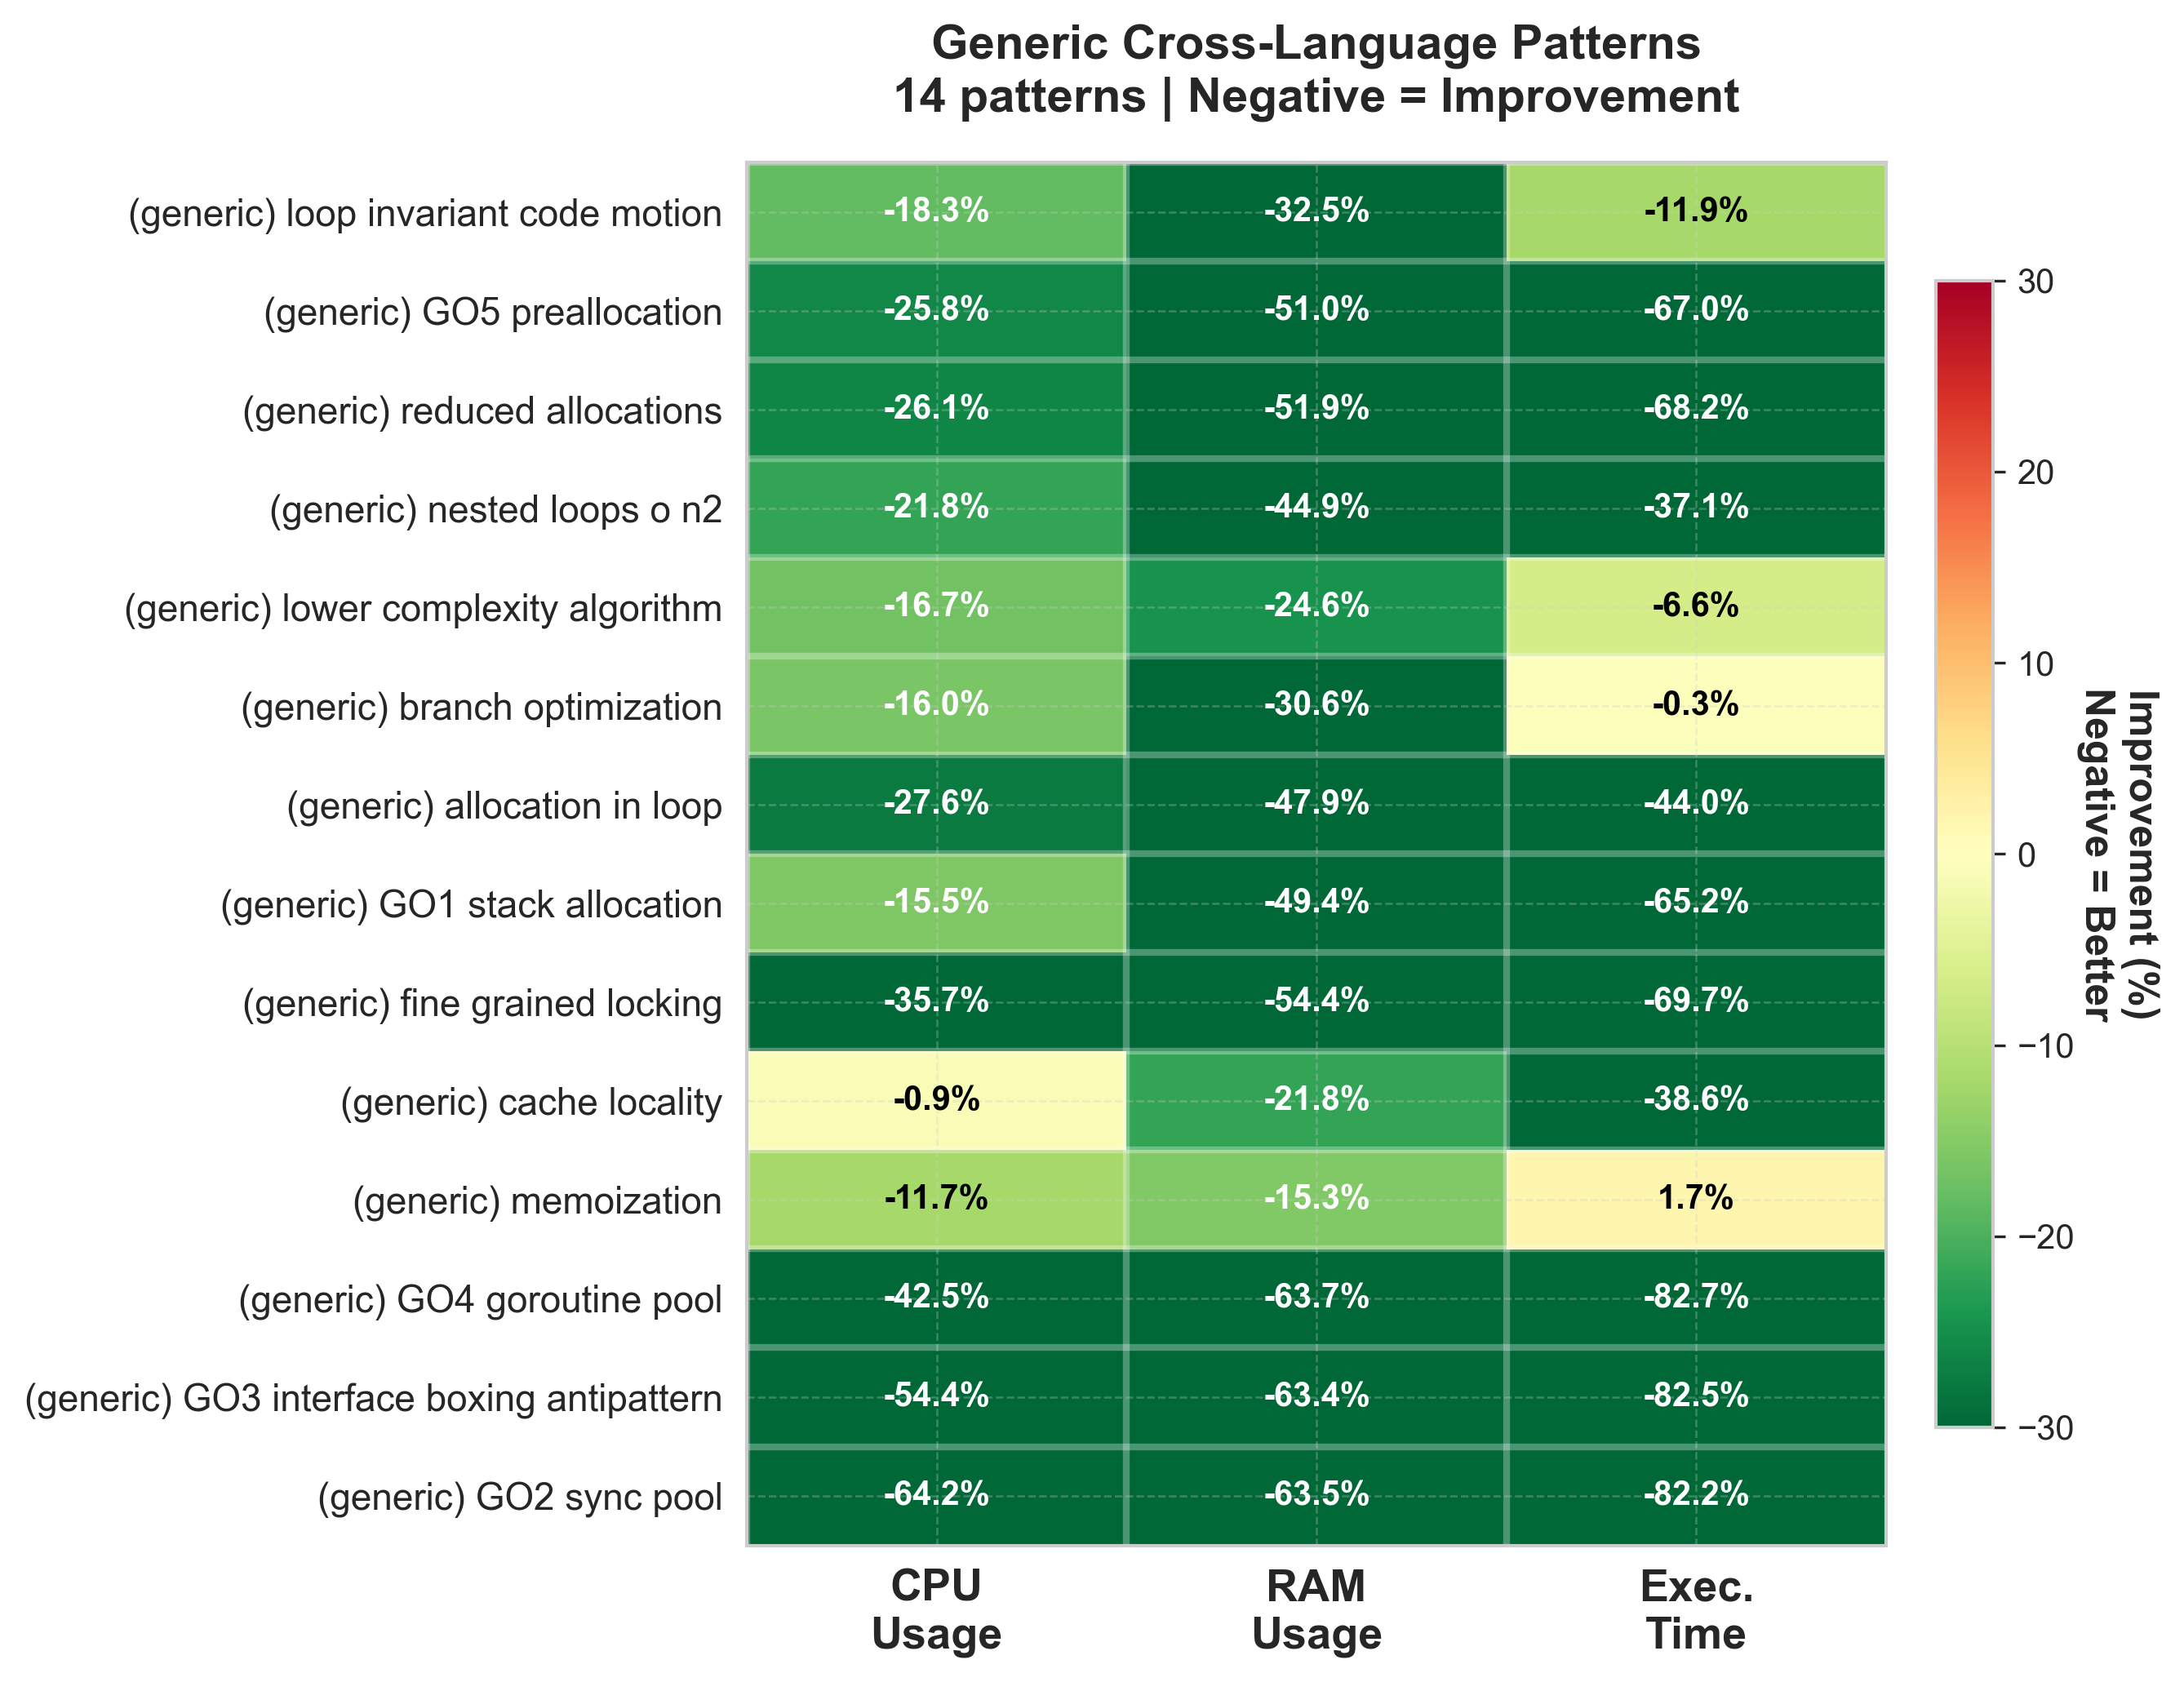 Generic Cross-Language Patterns
14 patterns | Negative = Improvement
(generic) loop invariant code motion -18.3% -32.5% -11.9%
(generic) GO5 preallocation -25.8% -51.0% -67.0%
(generic) reduced allocations -26.1% -51.9% -68.2%
(generic) nested loops o n2 -21.8% -44.9% -37.1%
(generic) lower complexity algorithm -16.7% -24.6% -6.6%
(generic) branch optimization -16.0% -30.6% -0.3%
(generic) allocation in loop -27.6% -47.9% -44.0%
(generic) GO1 stack allocation -15.5% -49.4% -65.2%
(generic) fine grained locking -35.7% -54.4% -69.7%
(generic) cache locality -0.9% -21.8% -38.6%
(generic) memoization -11.7% -15.3% 1.7%
(generic) GO4 goroutine pool -42.5% -63.7% -82.7%
(generic) GO3 interface boxing antipattern -54.4% -63.4% -82.5%
(generic) GO2 sync pool -64.2% -63.5% -82.2%
CPU
Usage
RAM
Usage
Exec.
Time
30
20
10
0
−10
−20
−30
Improvement (%)
Negative = Better